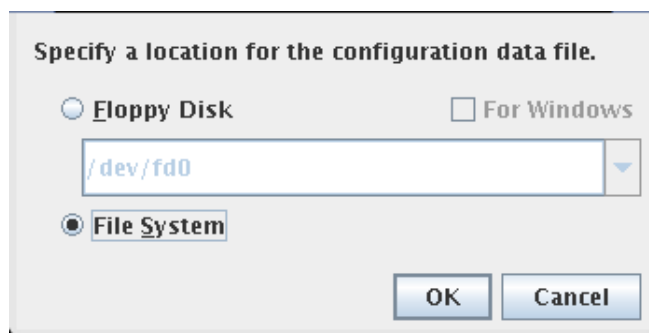 Specify a location for the configuration data file.
Floppy Disk For Windows
/dev/fd0
File System
OK Cancel